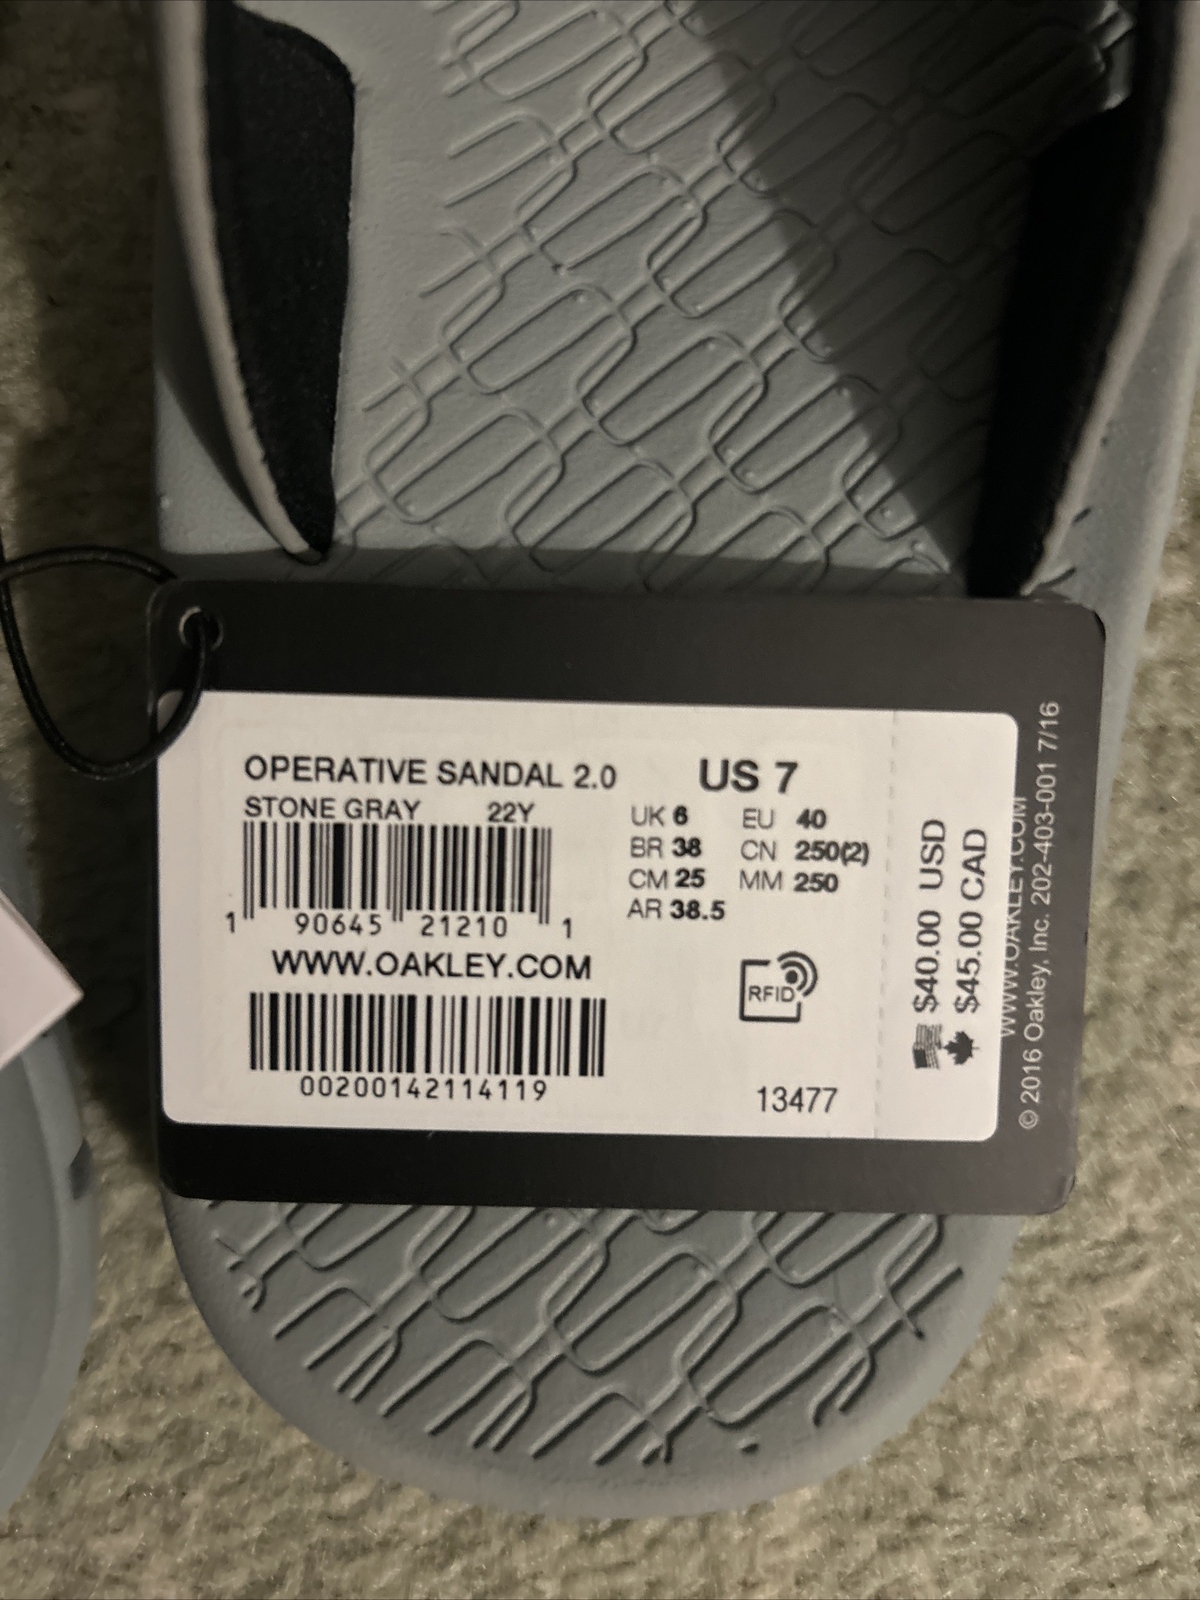 OPERATIVE SANDAL 2.0
STONE GRAY 22Y
1 90645 21210 1
WWW.OAKLEY.COM
00200142114119
US 7
UK 6 EU 40
BR 38 CN 250(2)
CM 25 MM 250
AR 38.5
RFID
13477
$40.00 USD
$45.00 CAD
WWW.OAKLEY.COM
© 2016 Oakley, Inc. 202-403-001 7/16